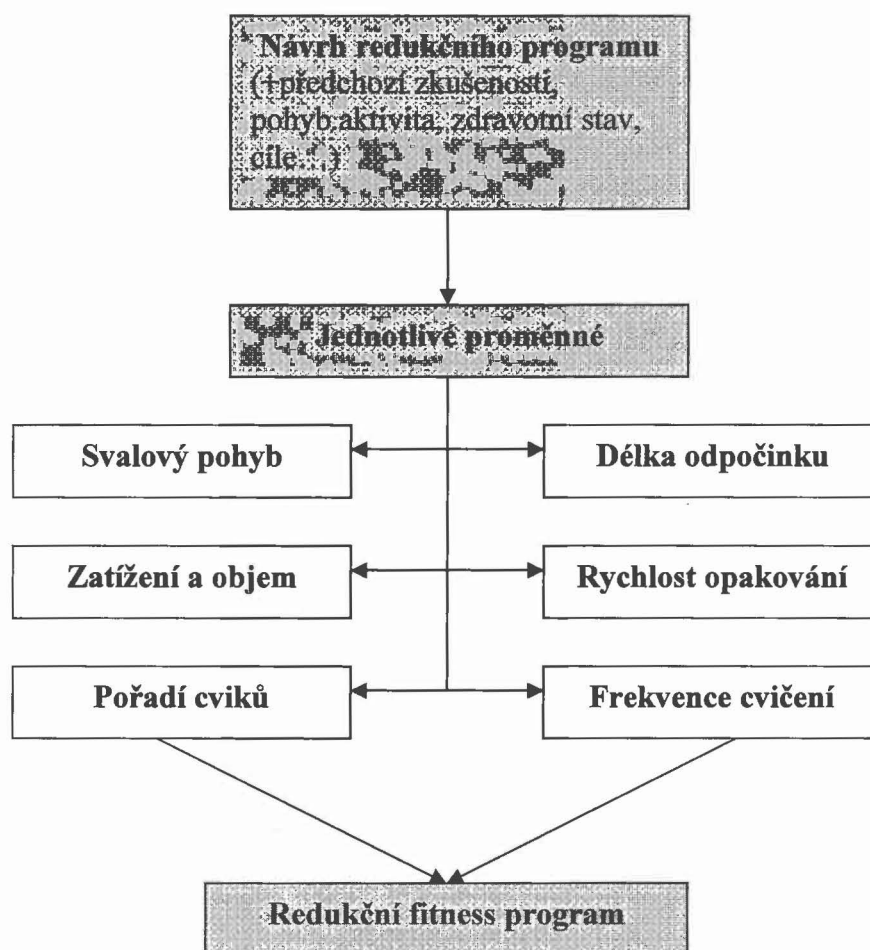 Návrh redukčního programu
(+předchozí zkušenosti,
pohyb.aktivita, zdravotní stav,
cíle...)
Jednotlivé proměnné
Svalový pohyb
Délka odpočinku
Zatížení a objem
Rychlost opakování
Pořadí cviků
Frekvence cvičení
Redukční fitness program